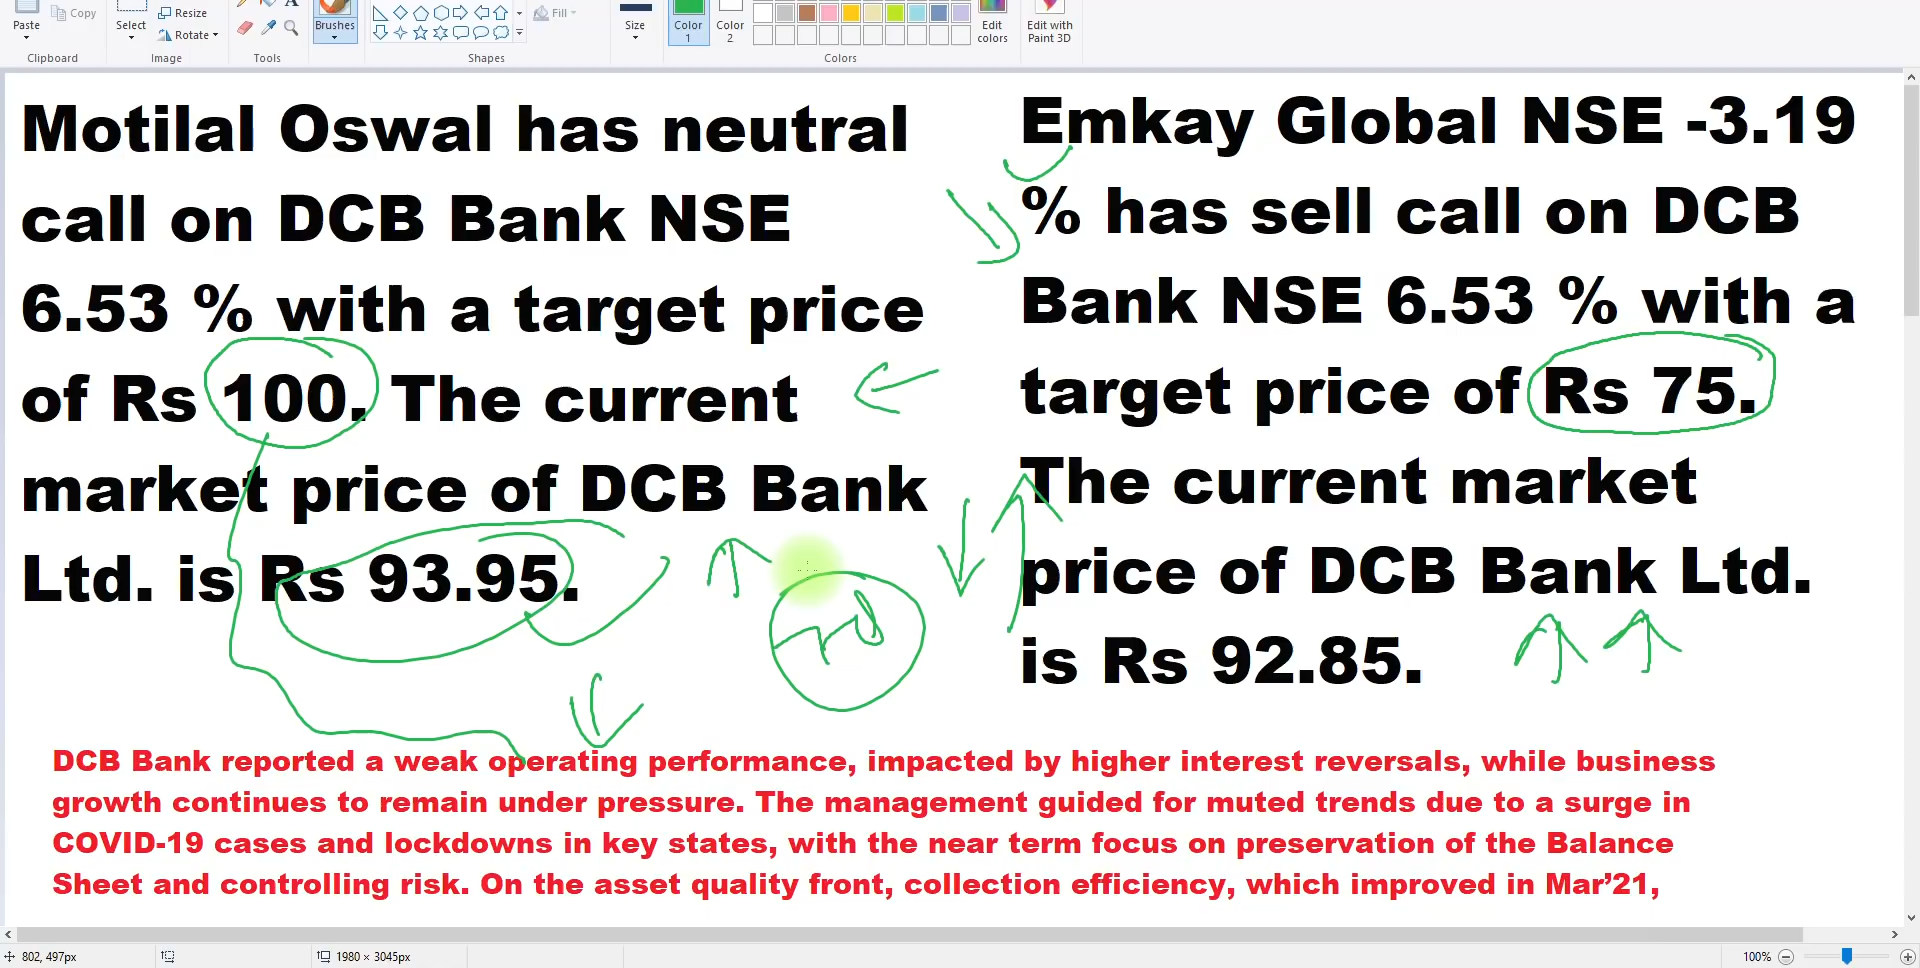 Paste
Copy
Clipboard
Select
Resize
Rotate
Image
A
Tools
Brushes
Fill
Shapes
Size
Color
1
Color
2
Edit
colors
Edit with
Paint 3D
Colors
Motilal Oswal has neutral
call on DCB Bank NSE
6.53 % with a target price
of Rs 100. The current
market price of DCB Bank
Ltd. is Rs 93.95.
Emkay Global NSE -3.19
% has sell call on DCB
Bank NSE 6.53 % with a
target price of Rs 75.
The current market
price of DCB Bank Ltd.
is Rs 92.85.
DCB Bank reported a weak operating performance, impacted by higher interest reversals, while business
growth continues to remain under pressure. The management guided for muted trends due to a surge in
COVID-19 cases and lockdowns in key states, with the near term focus on preservation of the Balance
Sheet and controlling risk. On the asset quality front, collection efficiency, which improved in Mar’21,
802, 497px
1980 × 3045px
100%